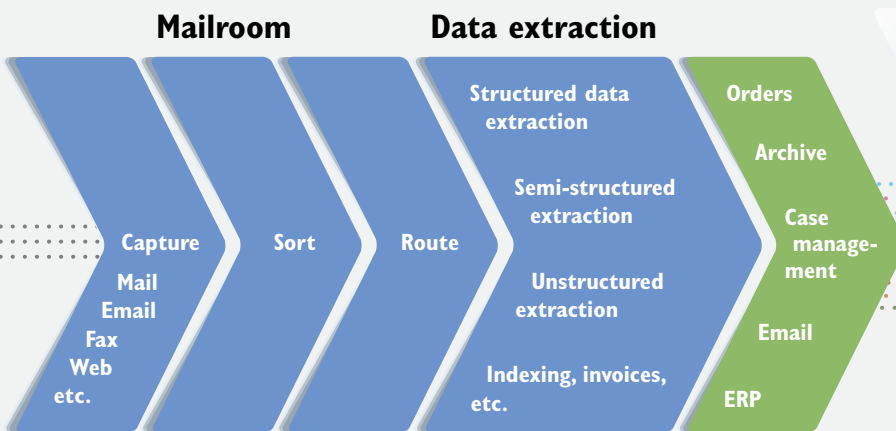 Mailroom
Data extraction
Capture
Mail
Email
Fax
Web
etc.
Sort
Route
Structured data
extraction
Semi-structured
extraction
Unstructured
extraction
Indexing, invoices,
etc.
Orders
Archive
Case
manage-
ment
Email
ERP